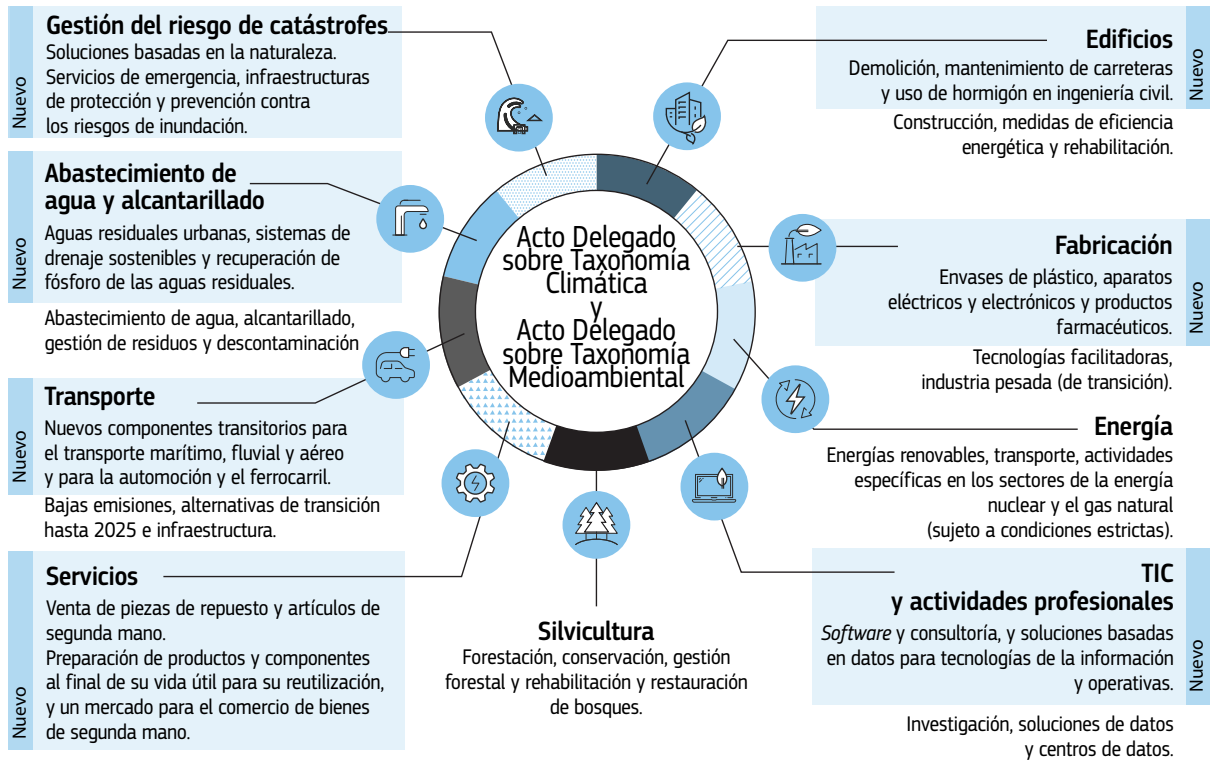 Gestión del riesgo de catástrofes
Soluciones basadas en la naturaleza.
Servicios de emergencia, infraestructuras
de protección y prevención contra
los riesgos de inundación.
Nuevo
Abastecimiento de
agua y alcantarillado
Aguas residuales urbanas, sistemas de
drenaje sostenibles y recuperación de
fósforo de las aguas residuales.
Nuevo
Abastecimiento de agua, alcantarillado,
gestión de residuos y descontaminación
Transporte
Nuevos componentes transitorios para
el transporte marítimo, fluvial y aéreo
y para la automoción y el ferrocarril.
Nuevo
Bajas emisiones, alternativas de transición
hasta 2025 e infraestructura.
Servicios
Venta de piezas de repuesto y artículos de
segunda mano.
Preparación de productos y componentes
al final de su vida útil para su reutilización,
y un mercado para el comercio de bienes
de segunda mano.
Nuevo
Acto Delegado
sobre Taxonomía
Climática
y
Acto Delegado
sobre Taxonomía
Medioambiental
Silvicultura
Forestación, conservación, gestión
forestal y rehabilitación y restauración
de bosques.
Edificios
Demolición, mantenimiento de carreteras
y uso de hormigón en ingeniería civil.
Nuevo
Construcción, medidas de eficiencia
energética y rehabilitación.
Fabricación
Envases de plástico, aparatos
eléctricos y electrónicos y productos
farmacéuticos.
Nuevo
Tecnologías facilitadoras,
industria pesada (de transición).
Energía
Energías renovables, transporte, actividades
específicas en los sectores de la energía
nuclear y el gas natural
(sujeto a condiciones estrictas).
TIC
y actividades profesionales
Software y consultoría, y soluciones basadas
en datos para tecnologías de la información
y operativas.
Nuevo
Investigación, soluciones de datos
y centros de datos.